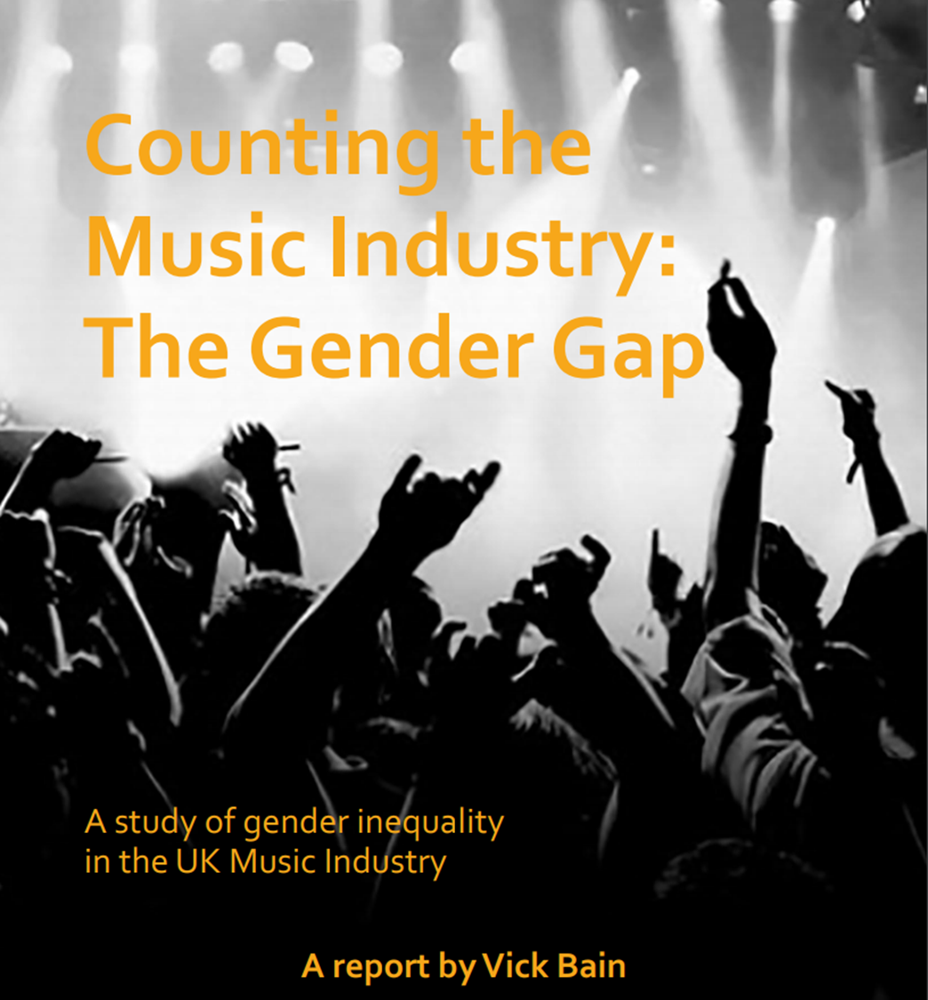 Counting the
Music Industry:
The Gender Gap
A study of gender inequality
in the UK Music Industry
A report by Vick Bain